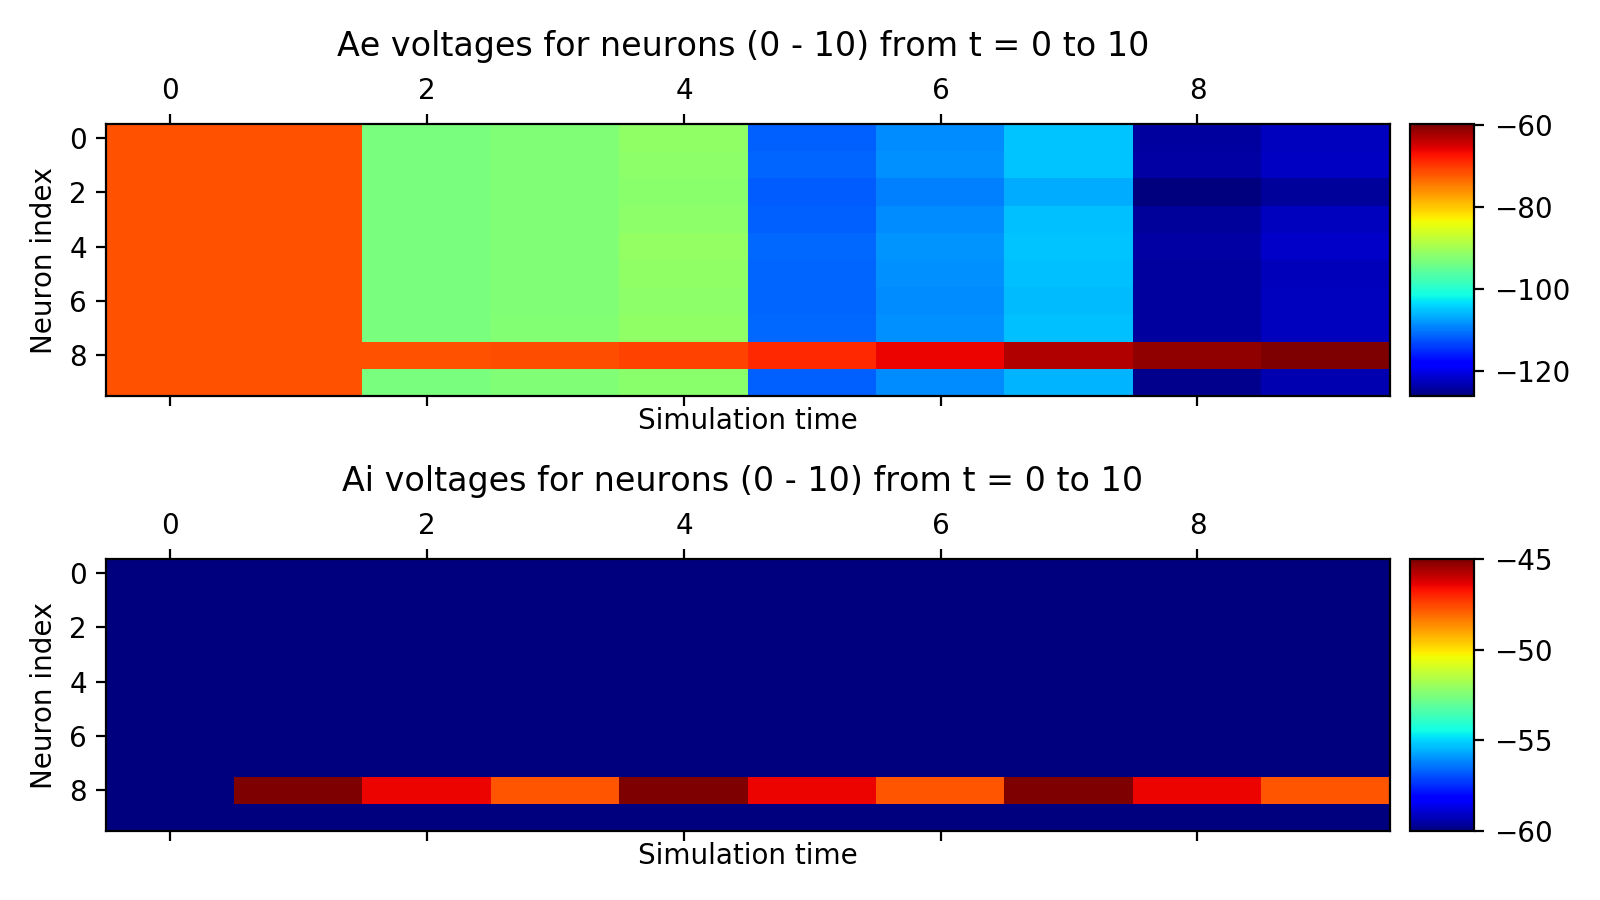 Ae voltages for neurons (0 - 10) from t = 0 to 10
0 2 4 6 8
Neuron index
0
2
4
6
8
−60
−80
−100
−120
Simulation time
Ai voltages for neurons (0 - 10) from t = 0 to 10
0 2 4 6 8
Neuron index
0
2
4
6
8
−45
−50
−55
−60
Simulation time